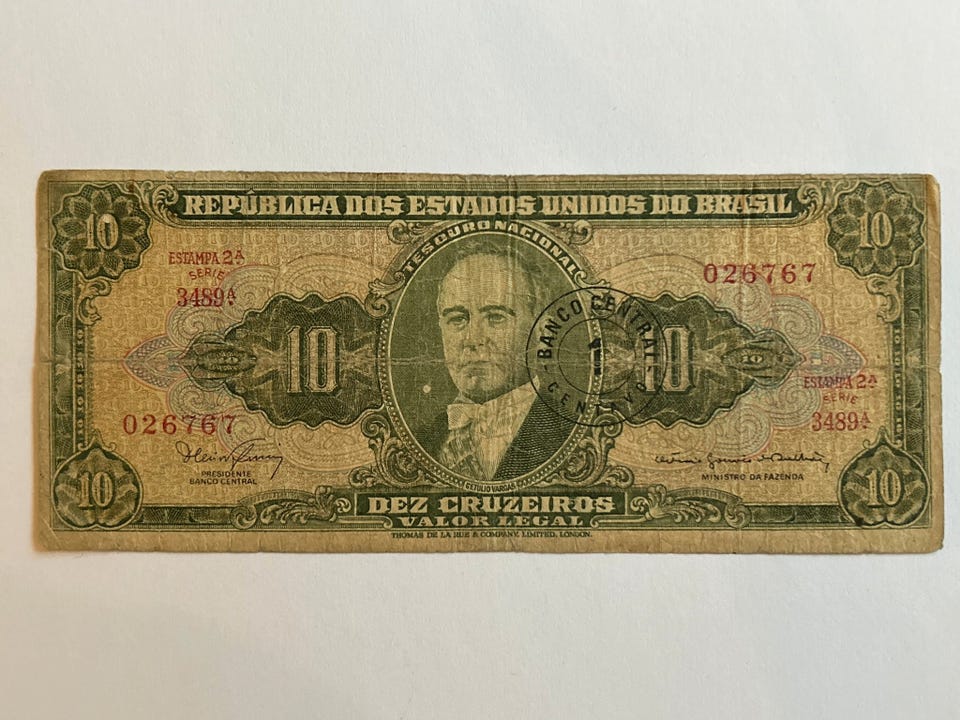 REPÚBLICA DOS ESTADOS UNIDOS DO BRASIL
10
10
TESOURO NACIONAL
ESTAMPA 2ª
SERIE
3489ª
026767
10
10
BANCO CENTRAL
1
CENTAVO
ESTAMPA 2ª
SERIE
3489ª
026767
PRESIDENTE
BANCO CENTRAL
GETULIO VARGAS
MINISTRO DA FAZENDA
10
10
DEZ CRUZEIROS
VALOR LEGAL
THOMAS DE LA RUE & COMPANY, LIMITED, LONDON.